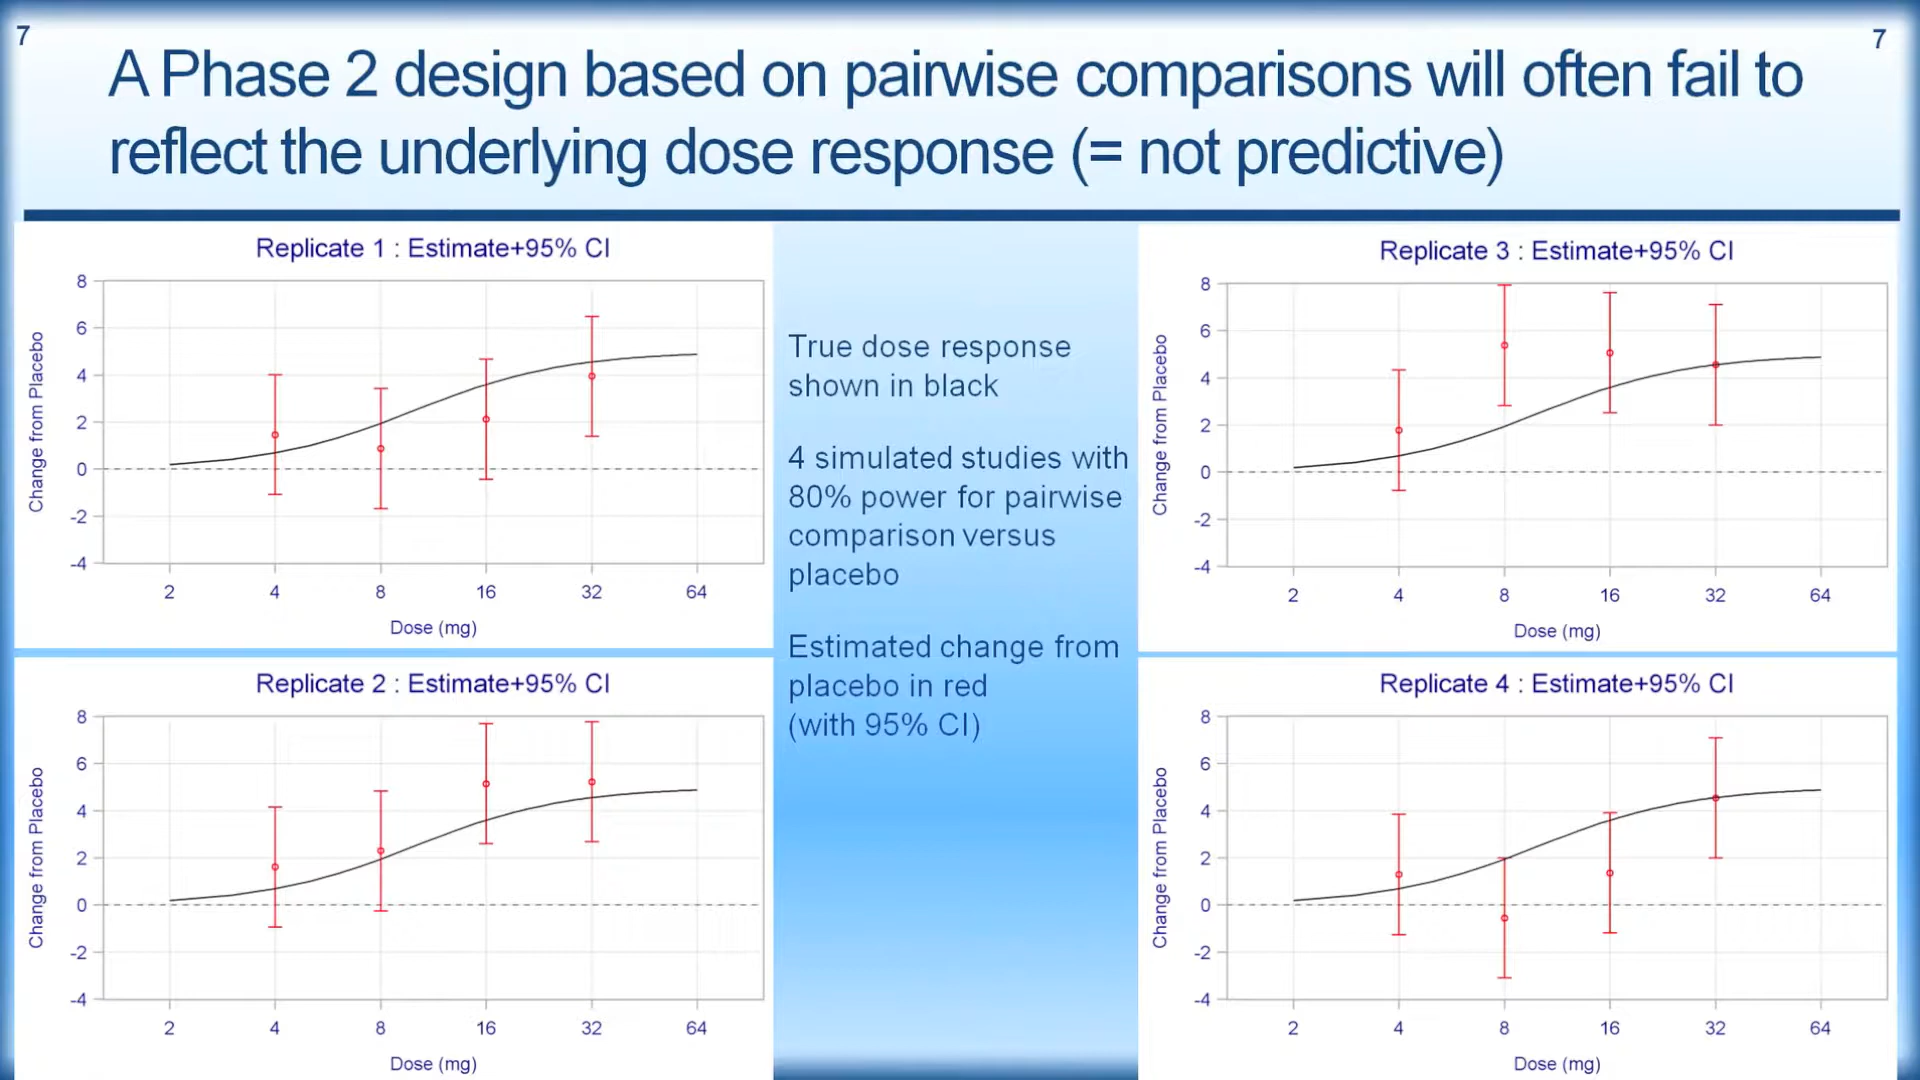 7
7
A Phase 2 design based on pairwise comparisons will often fail to
reflect the underlying dose response (= not predictive)
Replicate 1 : Estimate+95% CI
Change from Placebo
8
6
4
2
0
-2
-4
2 4 8 16 32 64
Dose (mg)
Replicate 2 : Estimate+95% CI
Change from Placebo
8
6
4
2
0
-2
-4
2 4 8 16 32 64
Dose (mg)
True dose response
shown in black
4 simulated studies with
80% power for pairwise
comparison versus
placebo
Estimated change from
placebo in red
(with 95% CI)
Replicate 3 : Estimate+95% CI
Change from Placebo
8
6
4
2
0
-2
-4
2 4 8 16 32 64
Dose (mg)
Replicate 4 : Estimate+95% CI
Change from Placebo
8
6
4
2
0
-2
-4
2 4 8 16 32 64
Dose (mg)